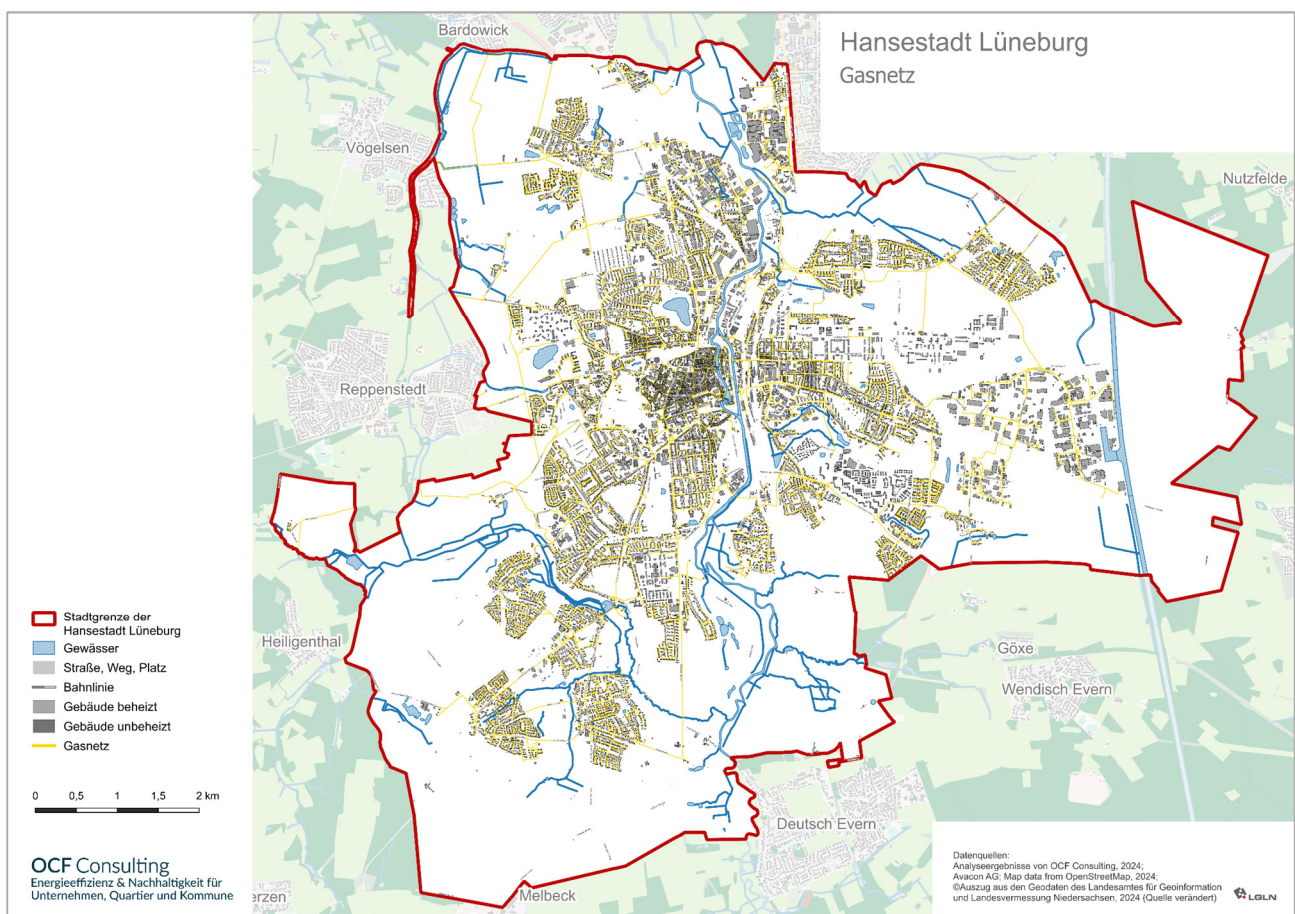 Hansestadt Lüneburg
Gasnetz
Bardowick
Vögelsen
Nutzfelde
Reppenstedt
Heiligenthal
Göxe
Wendisch Evern
Deutsch Evern
Melbeck
erzen
Stadtgrenze der
Hansestadt Lüneburg
Gewässer
Straße, Weg, Platz
Bahnlinie
Gebäude beheizt
Gebäude unbeheizt
Gasnetz
0 0,5 1 1,5 2 km
OCF Consulting
Energieeffizienz & Nachhaltigkeit für
Unternehmen, Quartier und Kommune
Datenquellen:
Analyseergebnisse von OCF Consulting, 2024;
Avacon AG; Map data from OpenStreetMap, 2024;
©Auszug aus den Geodaten des Landesamtes für Geoinformation
und Landesvermessung Niedersachsen, 2024 (Quelle verändert)
LGLN